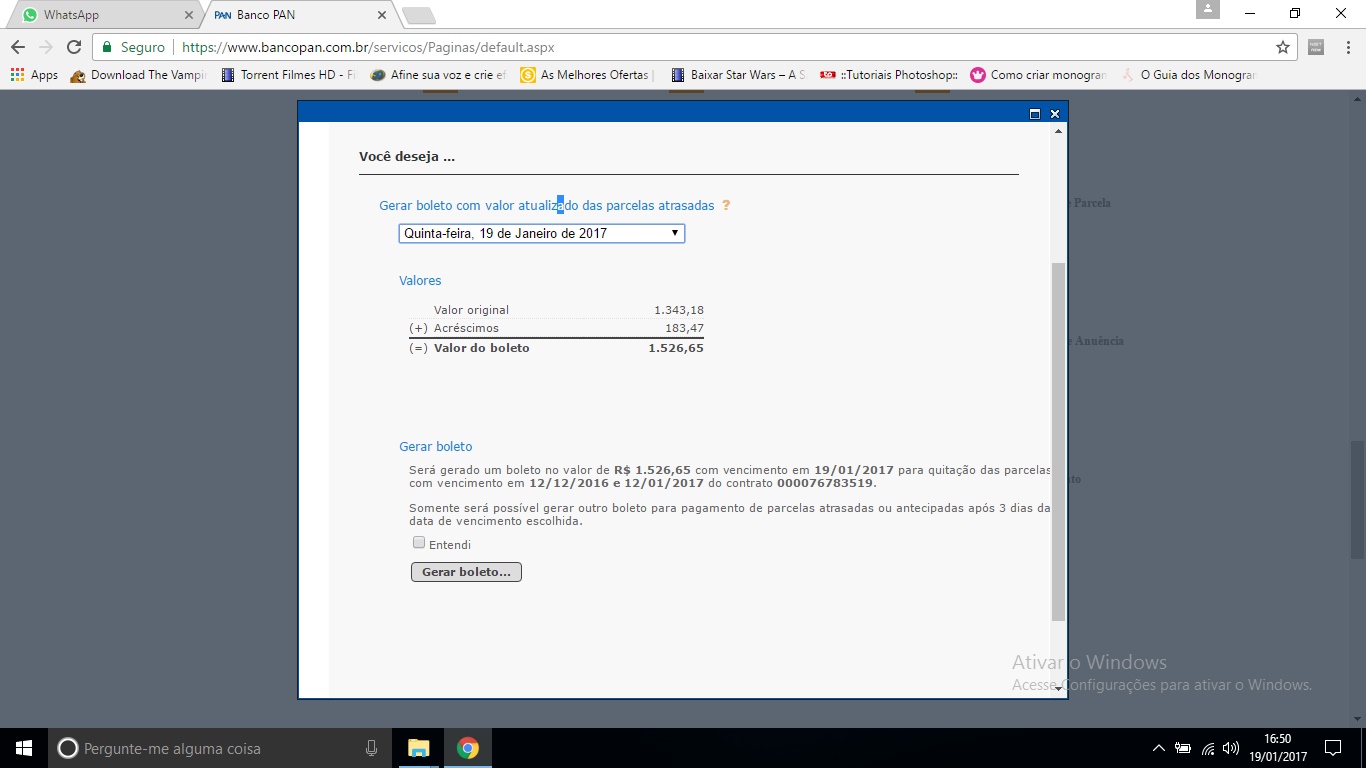 WhatsApp
PAN Banco PAN
Seguro https://www.bancopan.com.br/servicos/Paginas/default.aspx
Apps Download The Vampi Torrent Filmes HD - Fi Afine sua voz e crie ef As Melhores Ofertas | Baixar Star Wars – A S ::Tutoriais Photoshop:: Como criar monogran O Guia dos Monogran
Você deseja ...
Gerar boleto com valor atualizado das parcelas atrasadas ?
Quinta-feira, 19 de Janeiro de 2017
Valores
Valor original 1.343,18
(+) Acréscimos 183,47
(=) Valor do boleto 1.526,65
Gerar boleto
Será gerado um boleto no valor de R$ 1.526,65 com vencimento em 19/01/2017 para quitação das parcelas
com vencimento em 12/12/2016 e 12/01/2017 do contrato 000076783519.
Somente será possível gerar outro boleto para pagamento de parcelas atrasadas ou antecipadas após 3 dias da
data de vencimento escolhida.
Entendi
Gerar boleto...
e Parcela
e Anuência
to
Ativar o Windows
Acesse Configurações para ativar o Windows.
Pergunte-me alguma coisa
16:50
19/01/2017